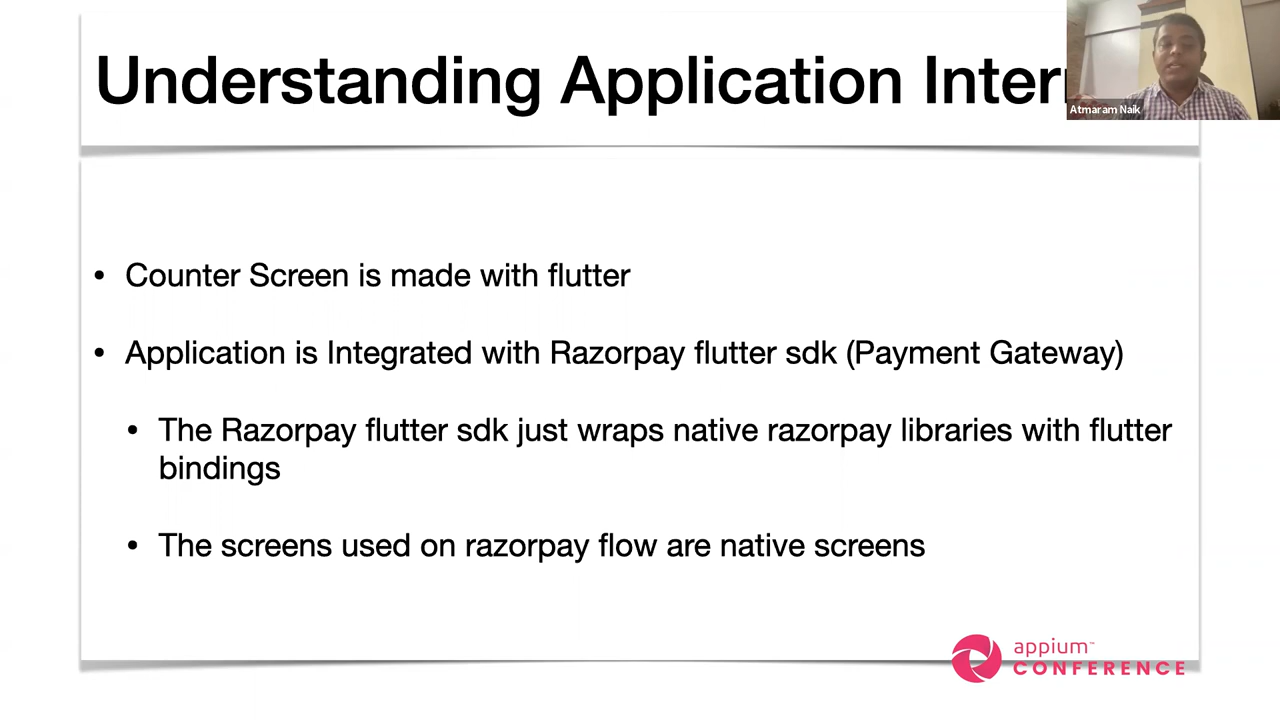 Understanding Application Inter
Atmaram Naik
• Counter Screen is made with flutter
• Application is Integrated with Razorpay flutter sdk (Payment Gateway)
• The Razorpay flutter sdk just wraps native razorpay libraries with flutter
bindings
• The screens used on razorpay flow are native screens
appium™
CONFERENCE